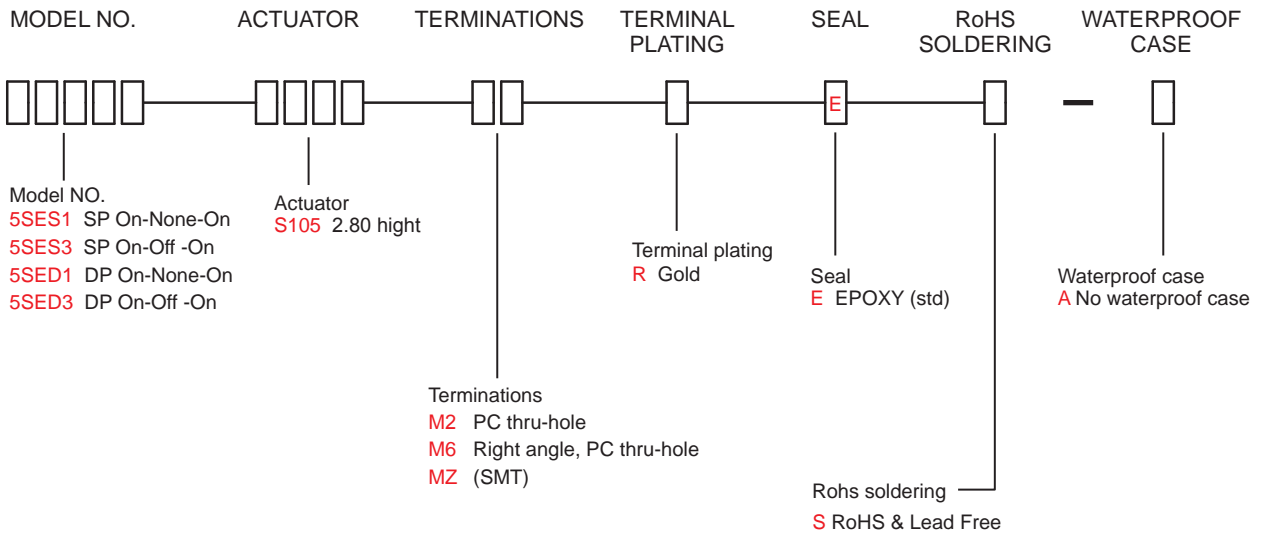 MODEL NO.
ACTUATOR
TERMINATIONS
TERMINAL
PLATING
SEAL
RoHS
SOLDERING
WATERPROOF
CASE
E
Model NO.
5SES1 SP On-None-On
5SES3 SP On-Off -On
5SED1 DP On-None-On
5SED3 DP On-Off -On
Actuator
S105 2.80 hight
Terminations
M2 PC thru-hole
M6 Right angle, PC thru-hole
MZ (SMT)
Terminal plating
R Gold
Seal
E EPOXY (std)
Rohs soldering
S RoHS & Lead Free
Waterproof case
A No waterproof case